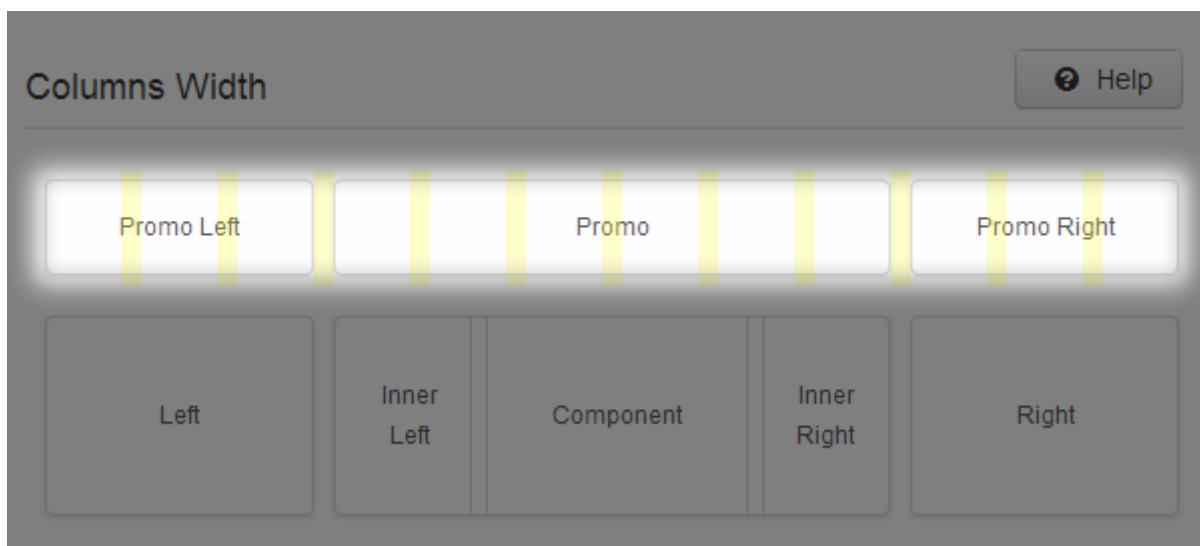 Columns Width
Help
Promo Left
Promo
Promo Right
Left
Inner
Left
Component
Inner
Right
Right